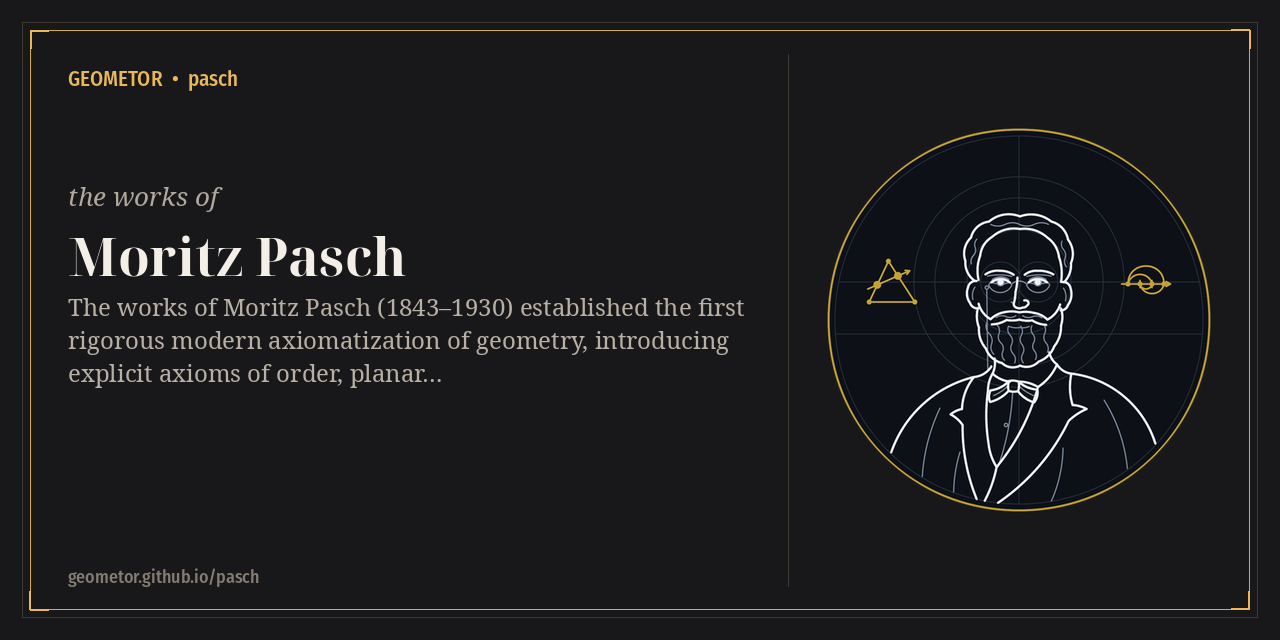 GEOMETOR • pasch
the works of
Moritz Pasch
The works of Moritz Pasch (1843–1930) established the first
rigorous modern axiomatization of geometry, introducing
explicit axioms of order, planar...
geometor.github.io/pasch